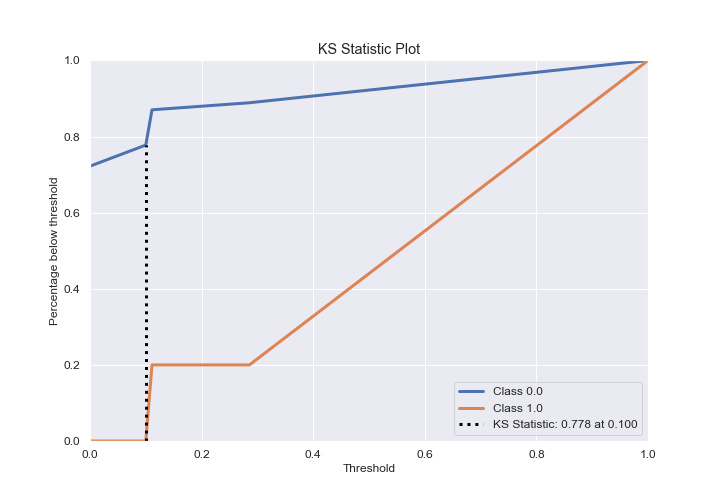 KS Statistic Plot
1.0
0.8
0.6
0.4
0.2
0.0
Percentage below threshold
0.0 0.2 0.4 0.6 0.8 1.0
Threshold
Class 0.0
Class 1.0
KS Statistic: 0.778 at 0.100